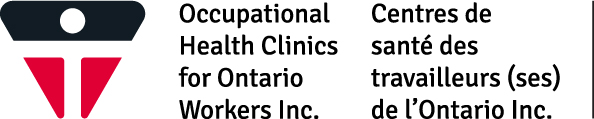 Occupational
Health Clinics
for Ontario
Workers Inc.
Centres de
santé des
travailleurs (ses)
de l'Ontario Inc.